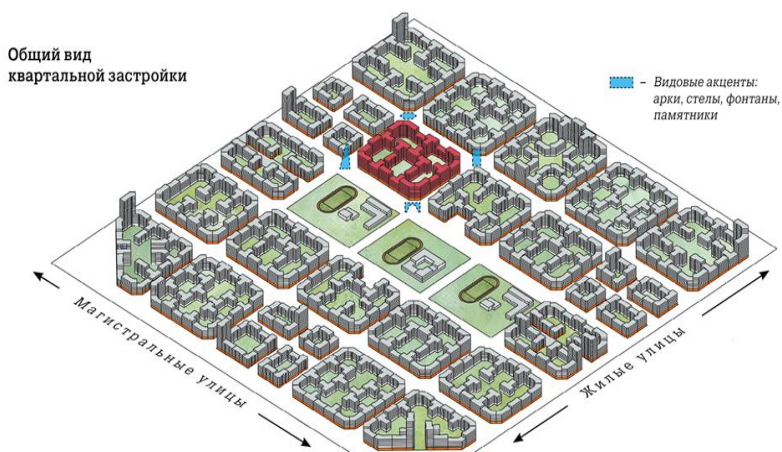 Общий вид
квартальной застройки
– Видовые акценты:
арки, стелы, фонтаны,
памятники
Магистральные улицы
Жилые улицы